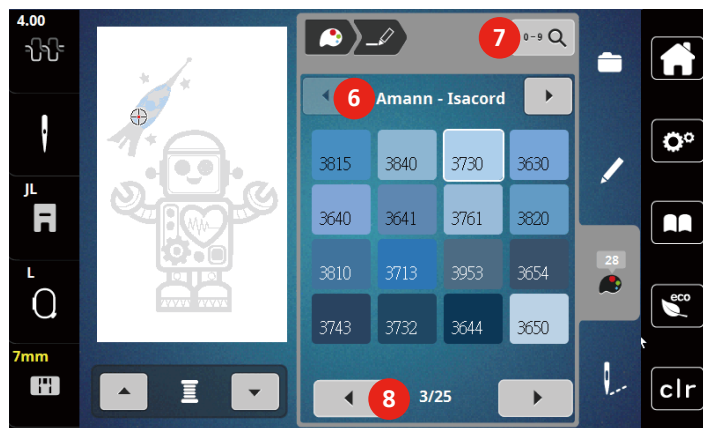 4.00
7
0-9
6
Amann - Isacord
3815 3840 3730 3630
JL
3640 3641 3761 3820
28
3810 3713 3953 3654
L
eco
3743 3732 3644 3650
7mm
8
3/25
clr